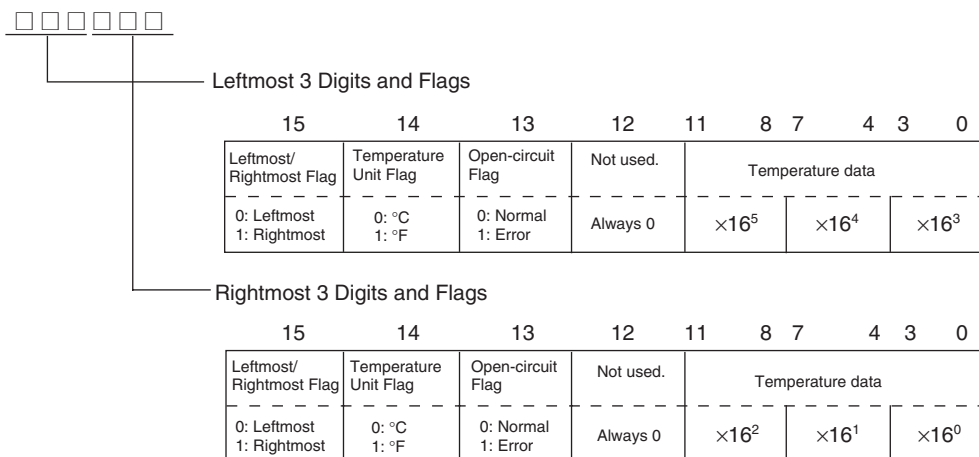 □□□□□□
Leftmost 3 Digits and Flags
15 14 13 12 11 8 7 4 3 0
Leftmost/ Rightmost Flag Temperature Unit Flag Open-circuit Flag Not used. Temperature data
0: Leftmost 1: Rightmost 0: °C 1: °F 0: Normal 1: Error Always 0 ×16⁵ ×16⁴ ×16³
Rightmost 3 Digits and Flags
15 14 13 12 11 8 7 4 3 0
Leftmost/ Rightmost Flag Temperature Unit Flag Open-circuit Flag Not used. Temperature data
0: Leftmost 1: Rightmost 0: °C 1: °F 0: Normal 1: Error Always 0 ×16² ×16¹ ×16⁰